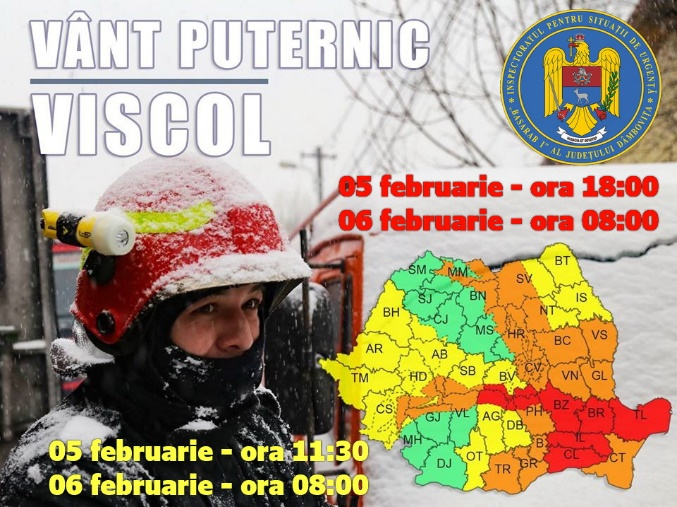 VÂNT PUTERNIC
VISCOL
INSPECTORATUL PENTRU SITUAȚII DE URGENȚĂ
"BASARAB I" AL JUDEȚULUI DÂMBOVIȚA
05 februarie - ora 18:00
06 februarie - ora 08:00
SM MM SV BT
SJ BN IS
BH CJ NT
MS HR BC VS
AR AB
TM HD SB BV CV VN GL
CS
GJ VL AG PH BZ BR TL
MH DB
IL
DJ OT TR GR B CL CT
05 februarie - ora 11:30
06 februarie - ora 08:00